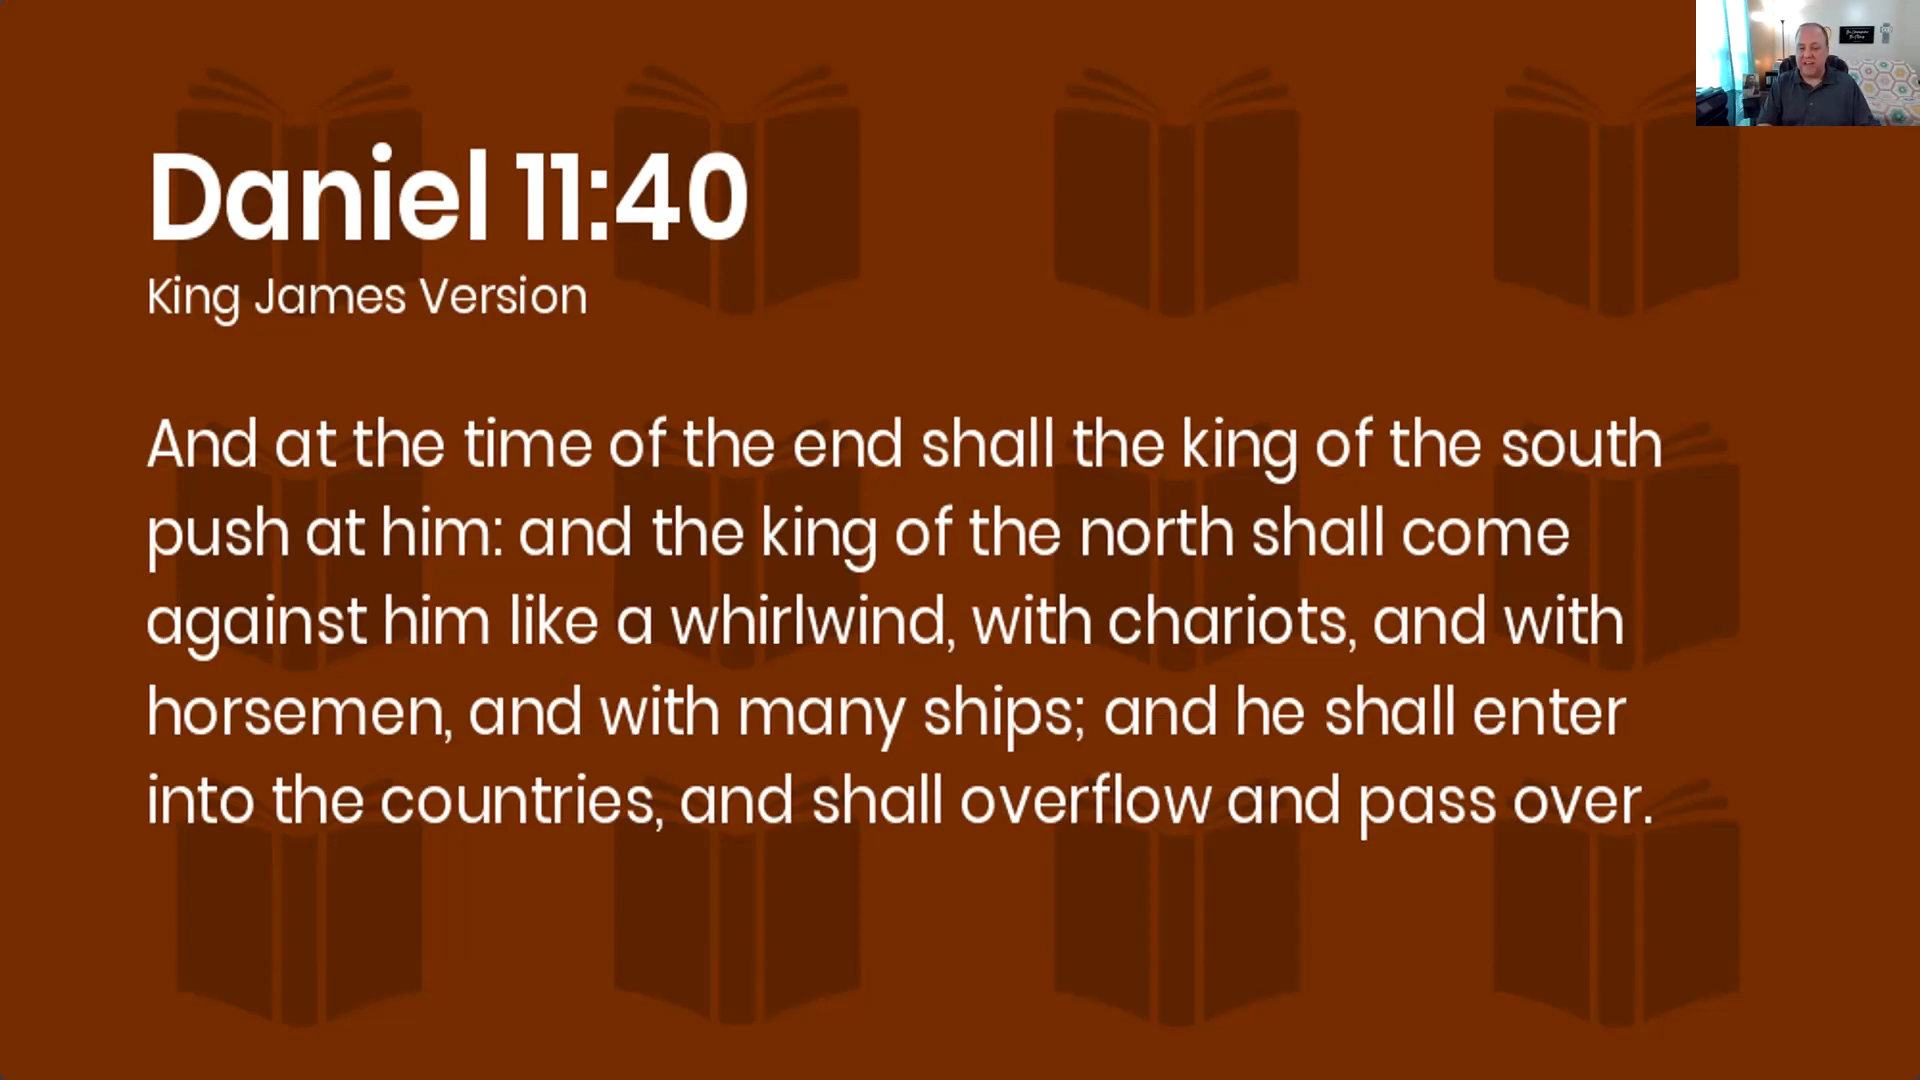 Daniel 11:40
King James Version
And at the time of the end shall the king of the south
push at him: and the king of the north shall come
against him like a whirlwind, with chariots, and with
horsemen, and with many ships; and he shall enter
into the countries, and shall overflow and pass over.